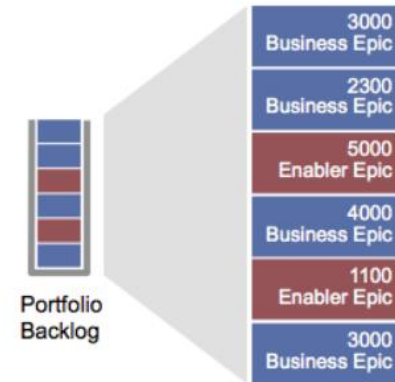 3000
Business Epic
2300
Business Epic
5000
Enabler Epic
4000
Business Epic
1100
Enabler Epic
3000
Business Epic
Portfolio
Backlog